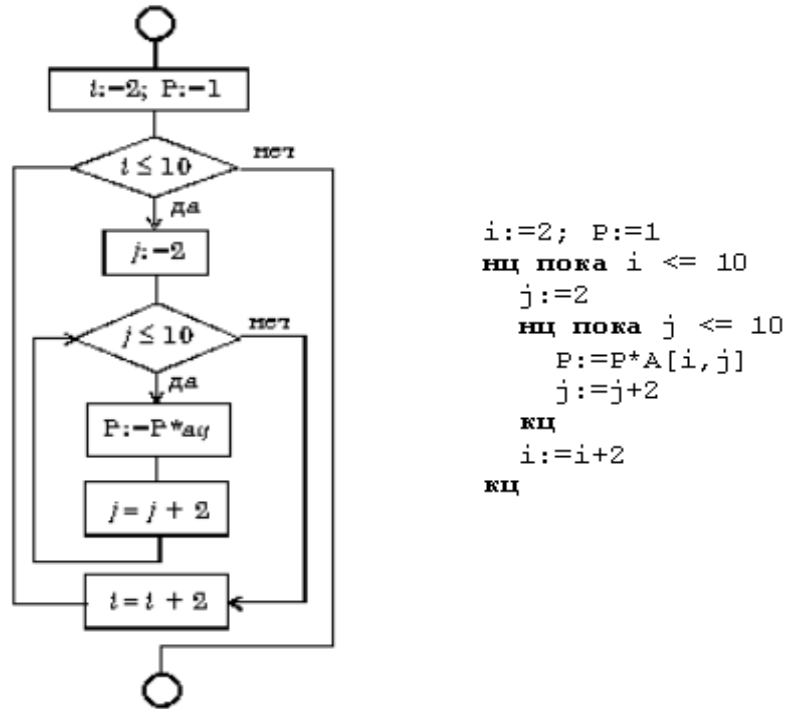 i:=2; P:=1
i ≤ 10
нет
да
j:=2
j ≤ 10
нет
да
P:=P*aij
j = j + 2
i = i + 2
i:=2; P:=1
нц пока i <= 10
j:=2
нц пока j <= 10
P:=P*A[i,j]
j:=j+2
кц
i:=i+2
кц